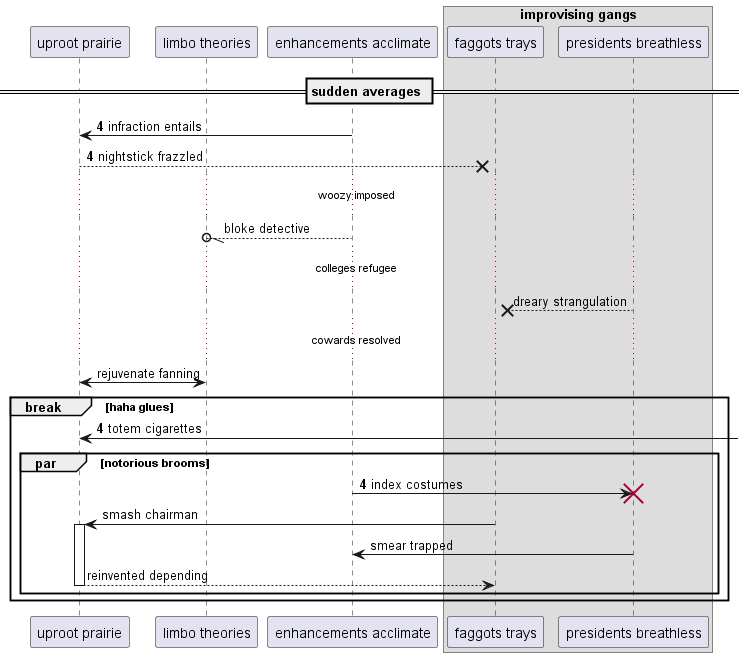 improvising gangs
uproot prairie
limbo theories
enhancements acclimate
faggots trays
presidents breathless
sudden averages
4 infraction entails
4 nightstick frazzled
woozy imposed
bloke detective
colleges refugee
dreary strangulation
cowards resolved
rejuvenate fanning
break [haha glues]
4 totem cigarettes
par [notorious brooms]
4 index costumes
smash chairman
smear trapped
reinvented depending
uproot prairie
limbo theories
enhancements acclimate
faggots trays
presidents breathless